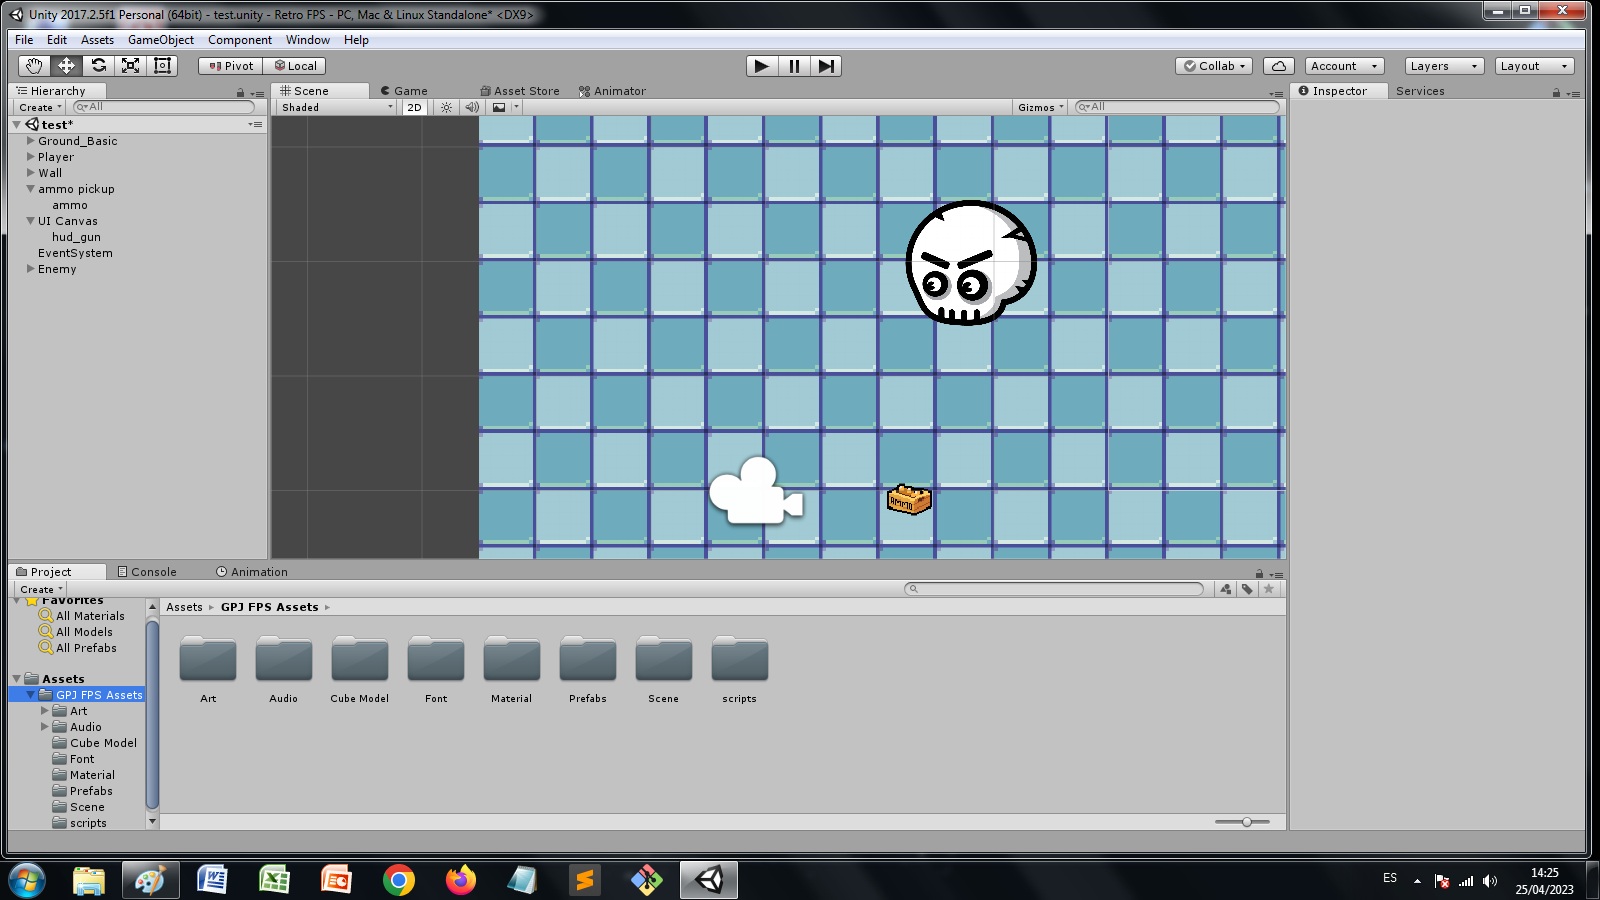 Unity 2017.2.5f1 Personal (64bit) - test.unity - Retro FPS - PC, Mac & Linux Standalone* <DX9>
File Edit Assets GameObject Component Window Help
Pivot Local Collab Account Layers Layout
Hierarchy Scene Game Asset Store Animator Inspector Services
Create All Shaded 2D Gizmos All
test*
Ground_Basic
Player
Wall
ammo pickup
ammo
UI Canvas
hud_gun
EventSystem
Enemy
AMMO
Project Console Animation
Create
Favorites
All Materials
All Models
All Prefabs
Assets
GPJ FPS Assets
Art
Audio
Cube Model
Font
Material
Prefabs
Scene
scripts
Assets GPJ FPS Assets
Art Audio Cube Model Font Material Prefabs Scene scripts
ES
14:25
25/04/2023